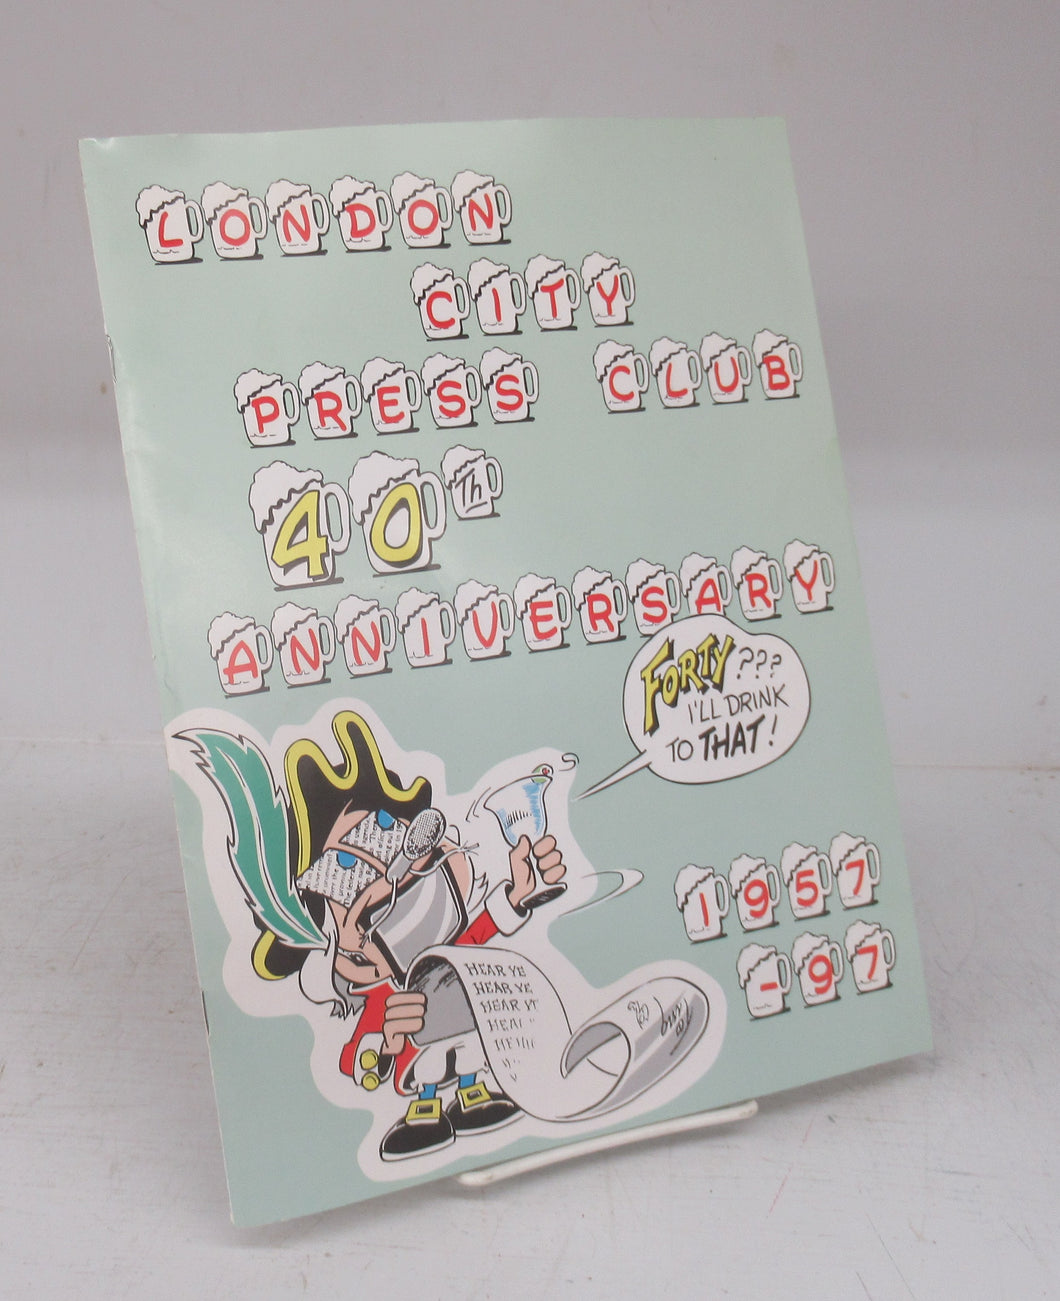 LONDON
CITY
PRESS CLUB
40Th
ANNIVERSARY
FORTY???
I'LL DRINK
TO THAT!
1957
-97
HEAR YE
HEAR YE
HEAR YE
HEAR